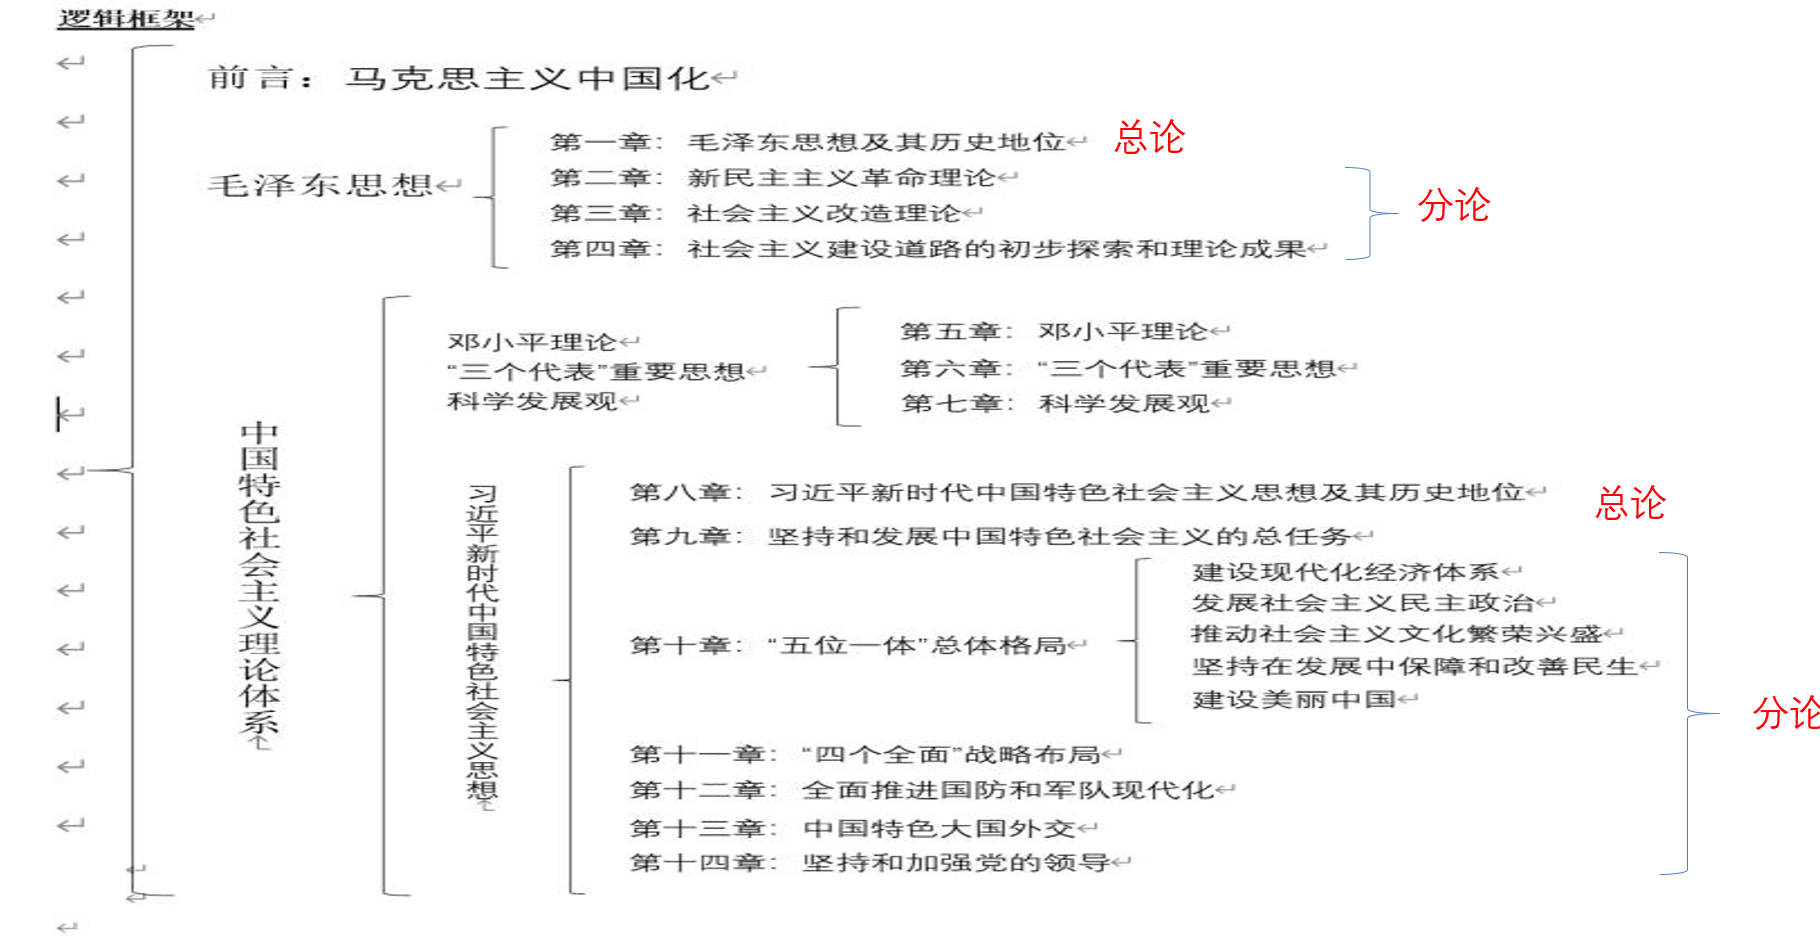 逻辑框架
前言：马克思主义中国化
毛泽东思想
第一章：毛泽东思想及其历史地位
总论
第二章：新民主主义革命理论
第三章：社会主义改造理论
第四章：社会主义建设道路的初步探索和理论成果
分论
中国特色社会主义理论体系
邓小平理论
“三个代表”重要思想
科学发展观
第五章：邓小平理论
第六章：“三个代表”重要思想
第七章：科学发展观
习近平新时代中国特色社会主义思想
第八章：习近平新时代中国特色社会主义思想及其历史地位
总论
第九章：坚持和发展中国特色社会主义的总任务
第十章：“五位一体”总体格局
建设现代化经济体系
发展社会主义民主政治
推动社会主义文化繁荣兴盛
坚持在发展中保障和改善民生
建设美丽中国
第十一章：“四个全面”战略布局
第十二章：全面推进国防和军队现代化
第十三章：中国特色大国外交
第十四章：坚持和加强党的领导
分论